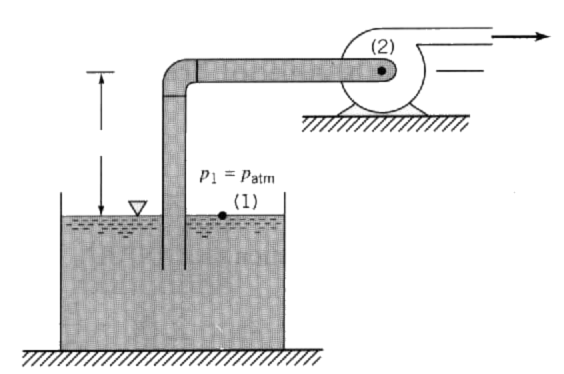 (2)
p₁ = pₐₜₘ
(1)